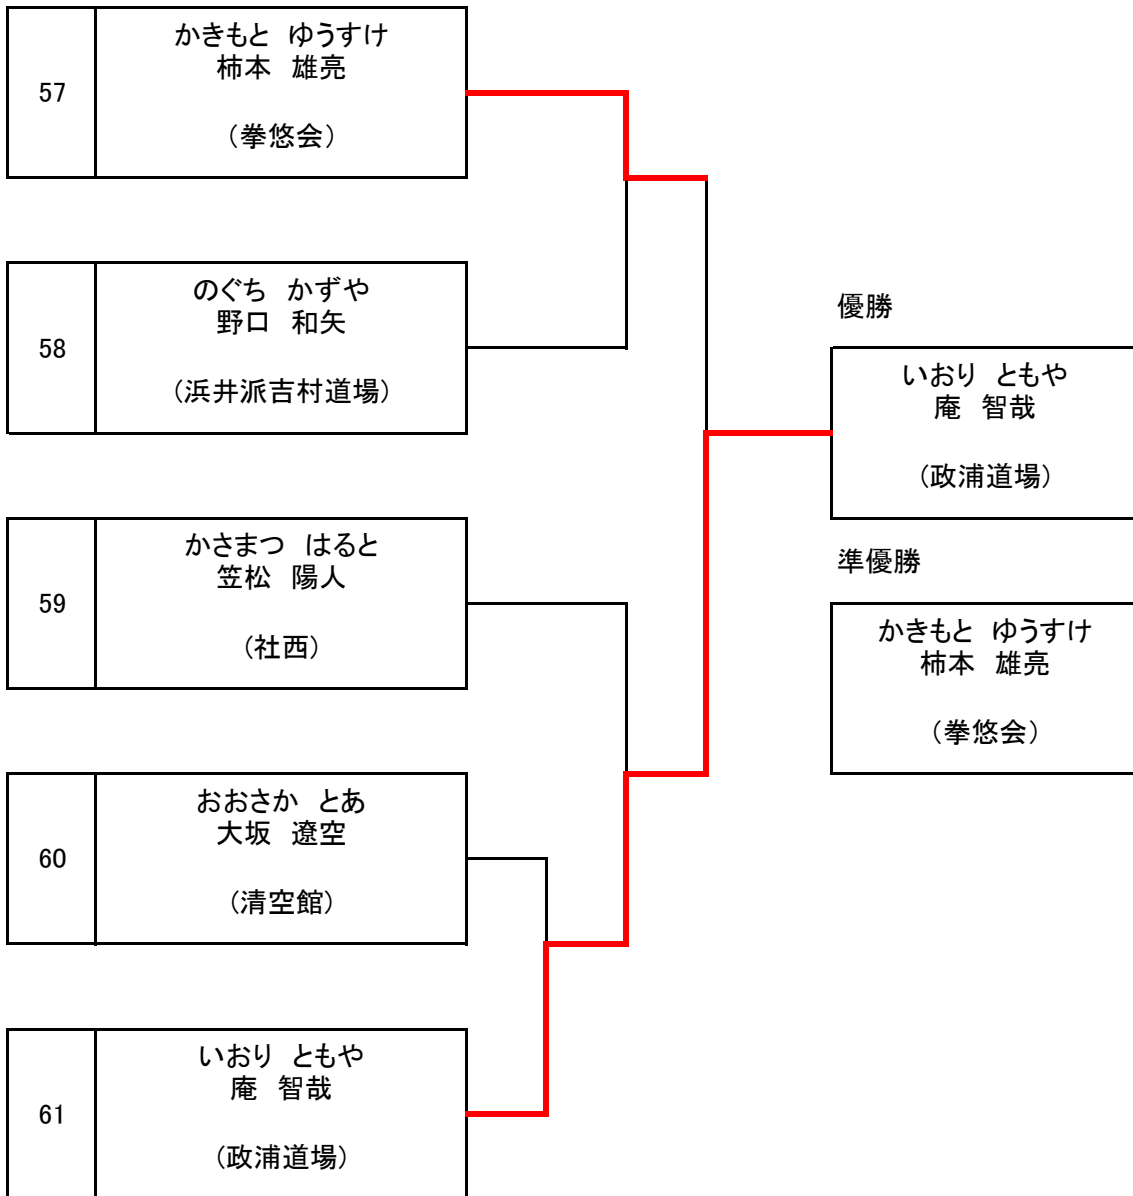 57
かきもと ゆうすけ
柿本 雄亮
(拳悠会)
58
のぐち かずや
野口 和矢
(浜井派吉村道場)
59
かさまつ はると
笠松 陽人
(社西)
60
おおさか とあ
大坂 遼空
(清空館)
61
いおり ともや
庵 智哉
(政浦道場)
優勝
いおり ともや
庵 智哉
(政浦道場)
準優勝
かきもと ゆうすけ
柿本 雄亮
(拳悠会)